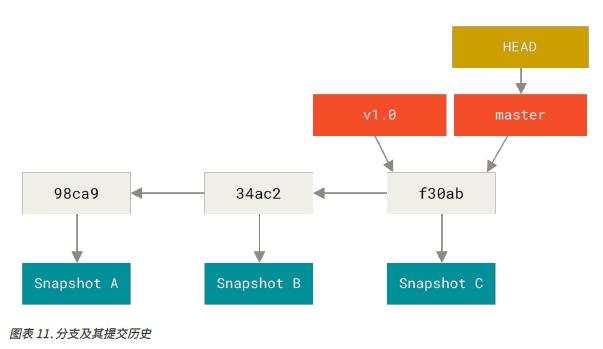 HEAD
v1.0
master
98ca9
34ac2
f30ab
Snapshot A
Snapshot B
Snapshot C
图表 11. 分支及其提交历史